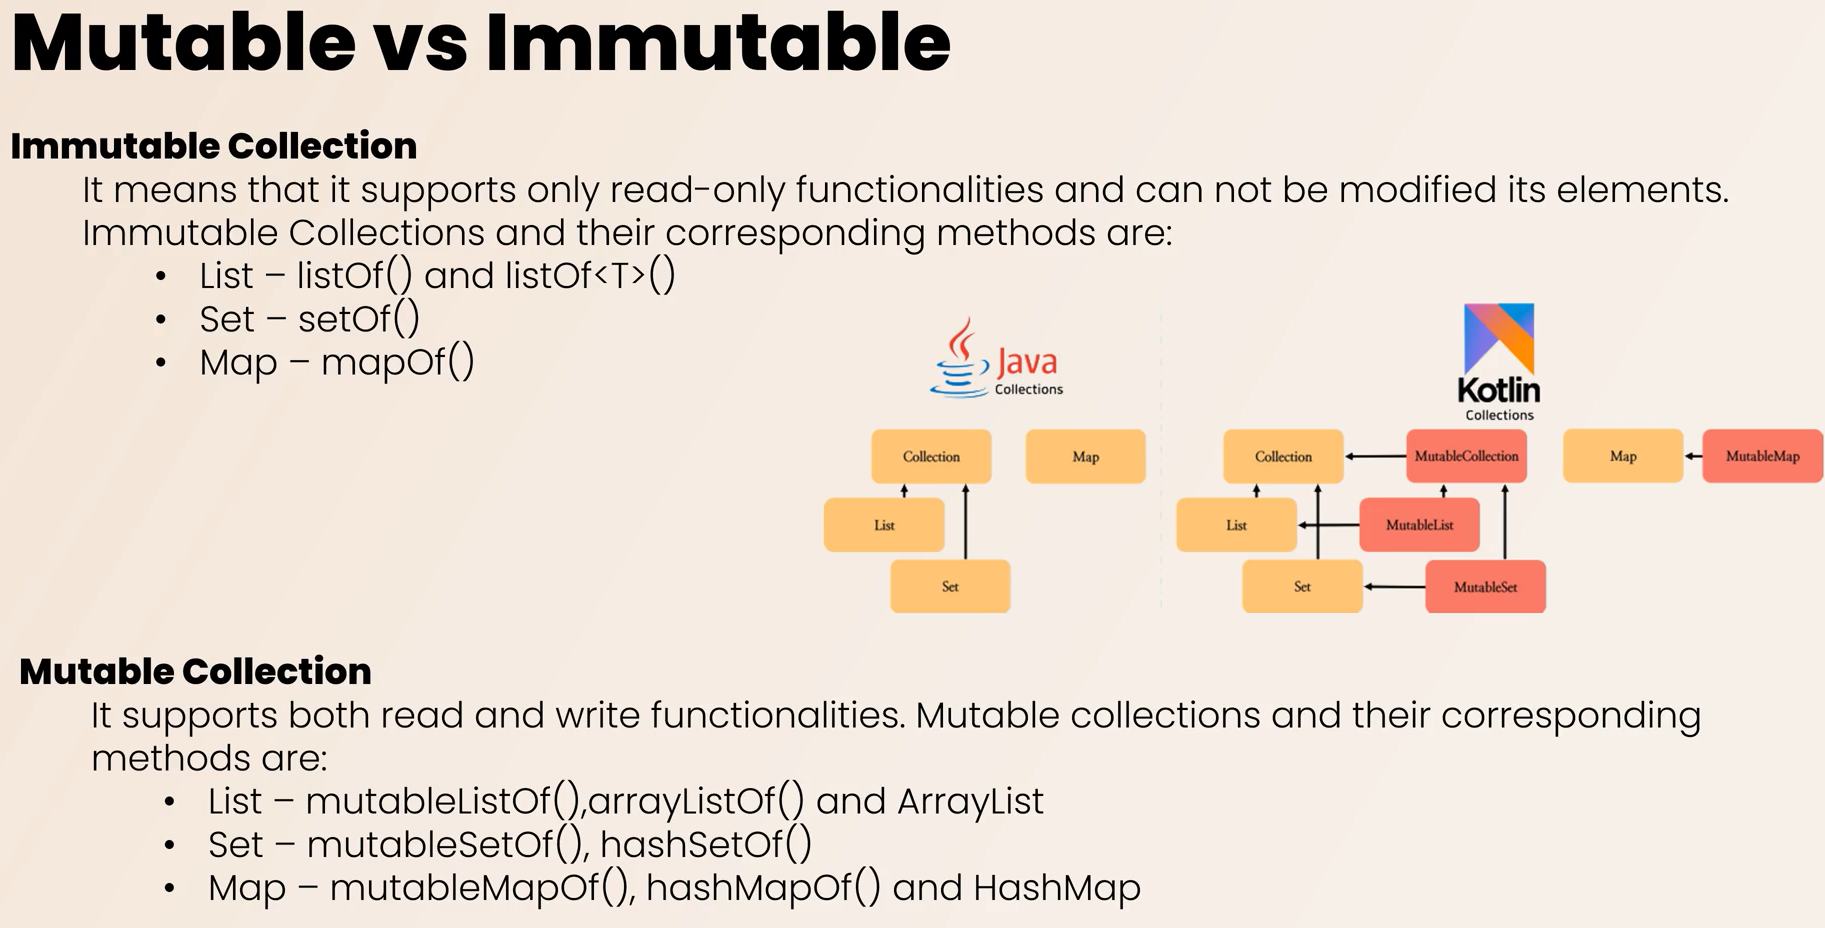 Mutable vs Immutable
Immutable Collection
It means that it supports only read-only functionalities and can not be modified its elements.
Immutable Collections and their corresponding methods are:
• List – listOf() and listOf<T>()
• Set – setOf()
• Map – mapOf()
Java
Collections
Kotlin
Collections
Collection
Map
List
Set
Collection
MutableCollection
Map
MutableMap
List
MutableList
Set
MutableSet
Mutable Collection
It supports both read and write functionalities. Mutable collections and their corresponding
methods are:
• List – mutableListOf(),arrayListOf() and ArrayList
• Set – mutableSetOf(), hashSetOf()
• Map – mutableMapOf(), hashMapOf() and HashMap